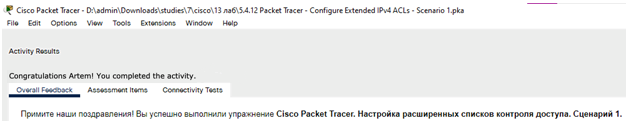 Cisco Packet Tracer - D:\admin\Downloads\studies\7\cisco\13 лаб\5.4.12 Packet Tracer - Configure Extended IPv4 ACLs - Scenario 1.pka
File Edit Options View Tools Extensions Window Help
Activity Results
Congratulations Artem! You completed the activity.
Overall Feedback Assessment Items Connectivity Tests
Примите наши поздравления! Вы успешно выполнили упражнение Cisco Packet Tracer. Настройка расширенных списков контроля доступа. Сценарий 1.